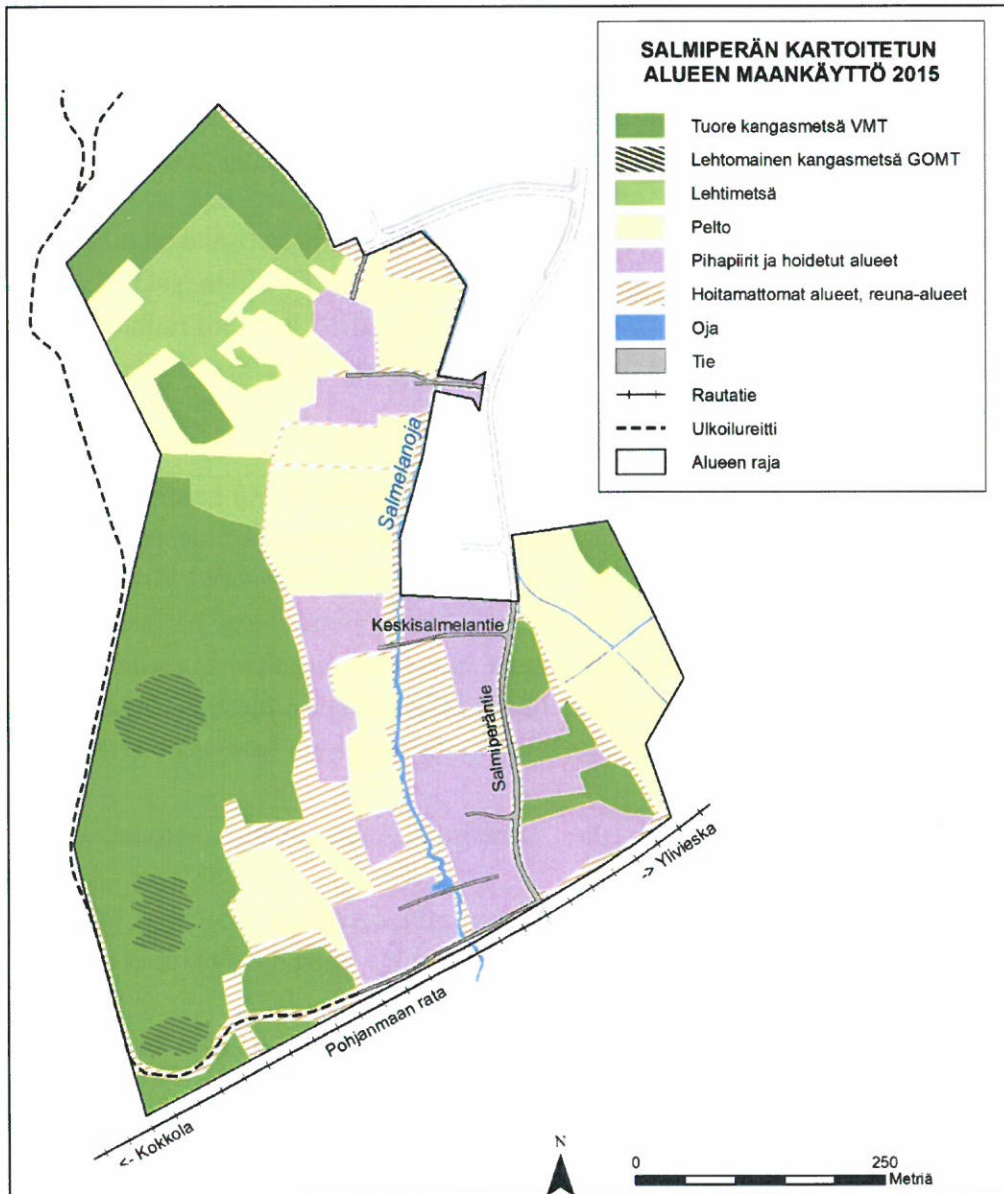 SALMIPERÄN KARTOITETUN
ALUEEN MAANKÄYTTÖ 2015
Tuore kangasmetsä VMT
Lehtomainen kangasmetsä GOMT
Lehtimetsä
Pelto
Pihapiirit ja hoidetut alueet
Hoitamattomat alueet, reuna-alueet
Oja
Tie
Rautatie
Ulkoilureitti
Alueen raja
Salmelanoja
Keskisalmelantie
Salmiperäntie
-> Ylivieska
Pohjanmaan rata
<- Kokkola
N
0 250
Metriä